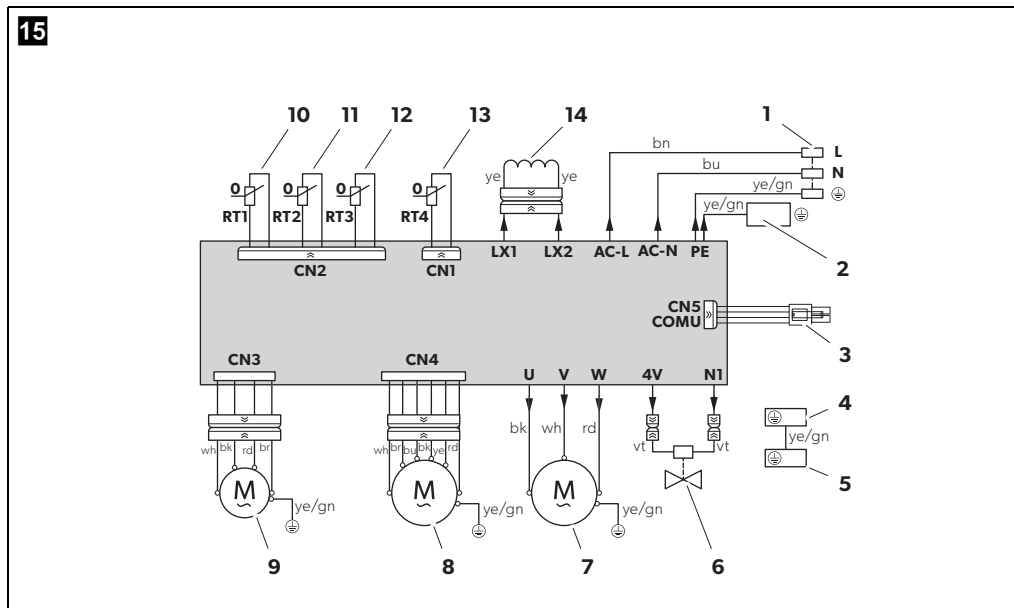 15
10 11 12 13 14 1
bn L
bu N
ye ye ye/gn
0 0 0 0 ye/gn
RT1 RT2 RT3 RT4
2
LX1 LX2 AC-L AC-N PE
CN2 CN1
CN5
COMU
3
CN3 CN4 U V W 4V N1
4
bk wh rd ye/gn
wh bk rd br wh br bu bk ye rd vt vt
5
M M M
ye/gn ye/gn ye/gn
9 8 7 6